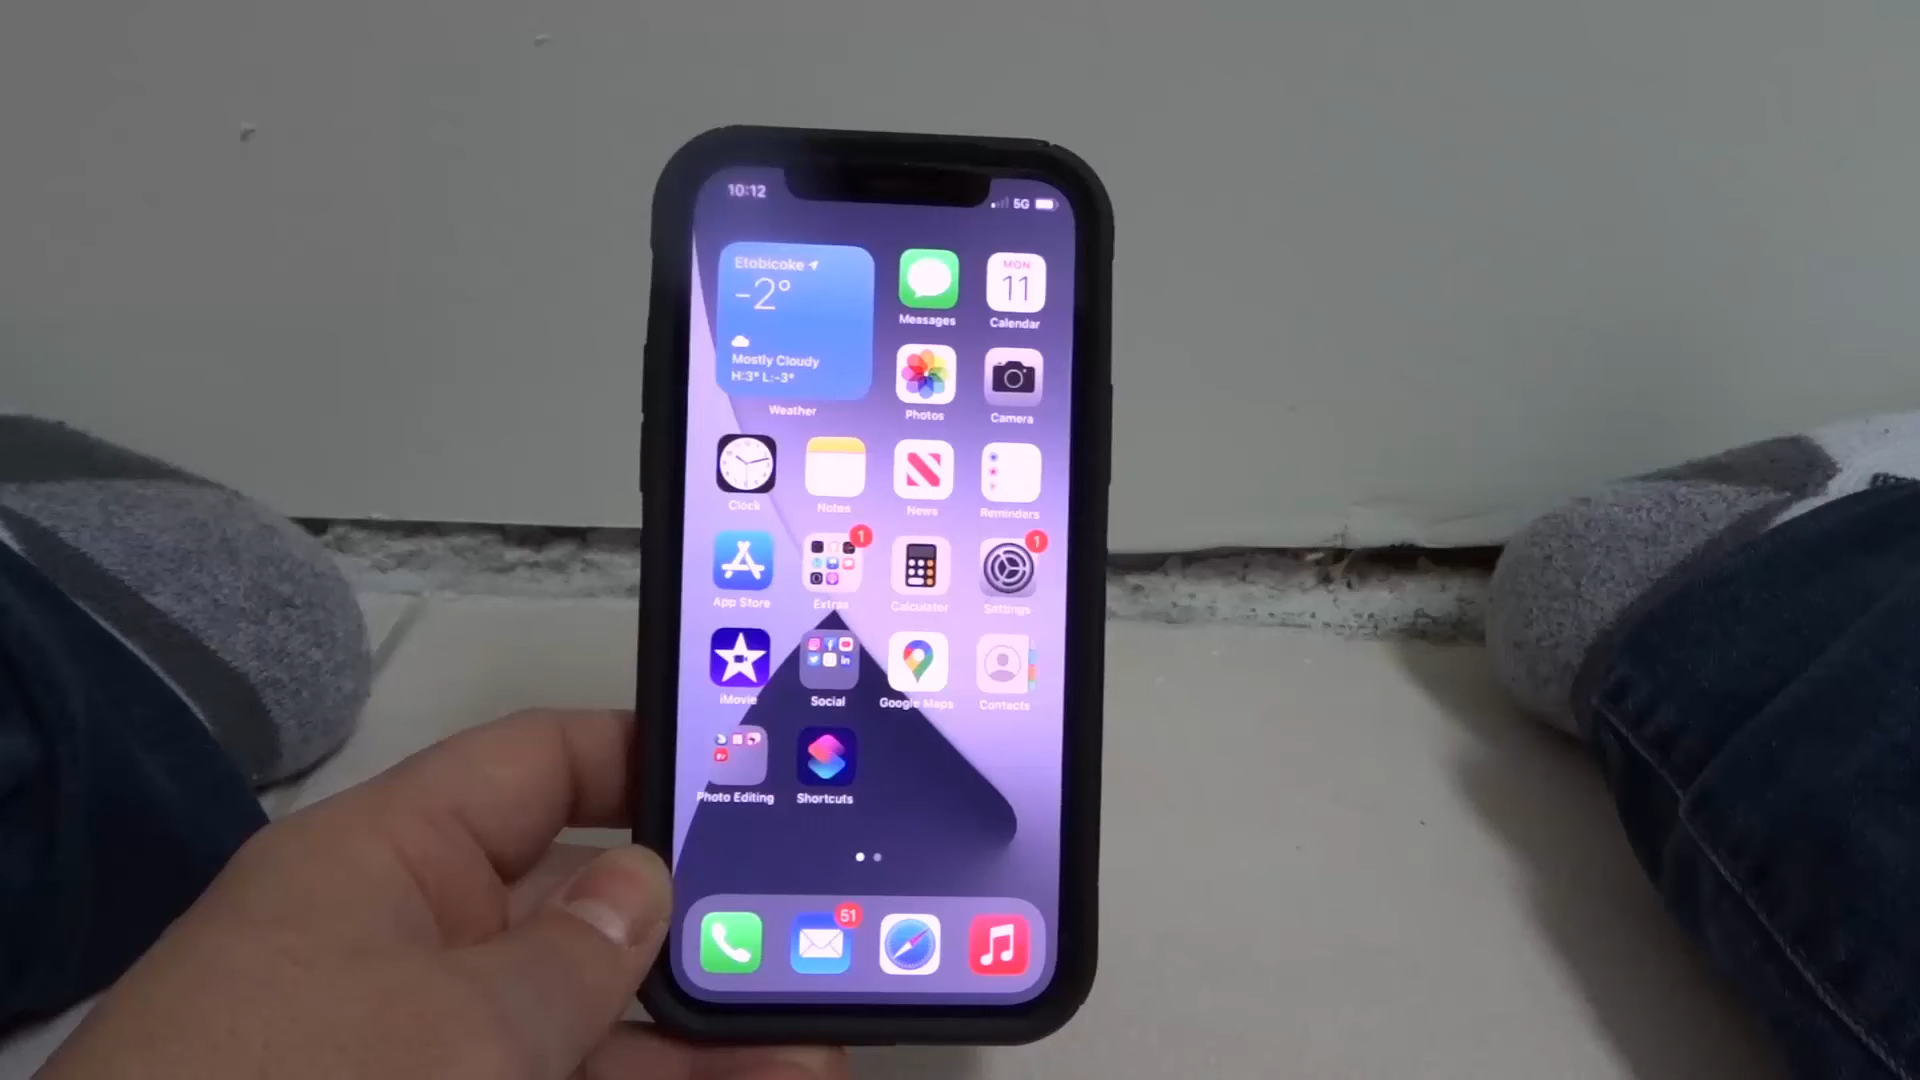 10:12
5G
Etobicoke
-2°
Mostly Cloudy
H:3° L:-3°
Weather
Messages
MON
11
Calendar
Photos
Camera
Clock
Notes
News
Reminders
App Store
1
Extras
Calculator
1
Settings
iMovie
in
Social
Google Maps
Contacts
Photo Editing
Shortcuts
51